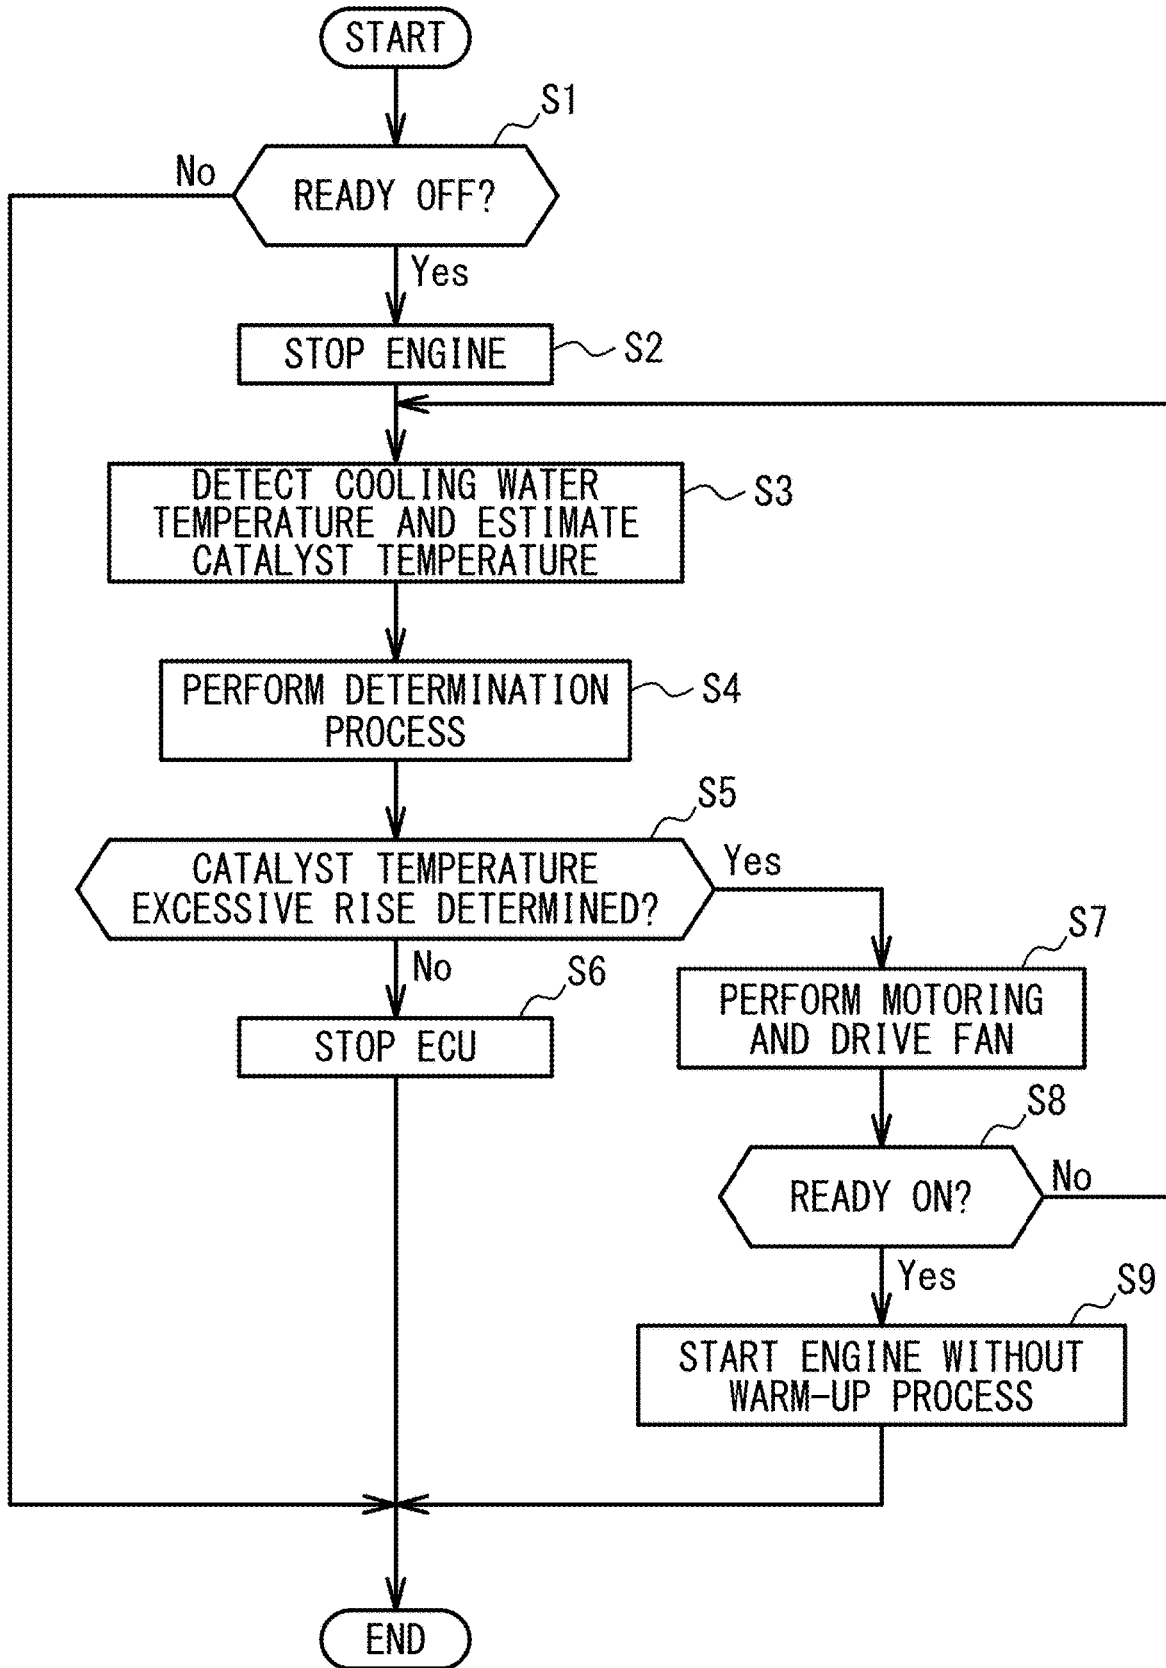 START
S1
No
READY OFF?
Yes
STOP ENGINE
S2
DETECT COOLING WATER
TEMPERATURE AND ESTIMATE
CATALYST TEMPERATURE
S3
PERFORM DETERMINATION
PROCESS
S4
S5
CATALYST TEMPERATURE
EXCESSIVE RISE DETERMINED?
Yes
No
S6
STOP ECU
S7
PERFORM MOTORING
AND DRIVE FAN
S8
READY ON?
No
Yes
S9
START ENGINE WITHOUT
WARM-UP PROCESS
END